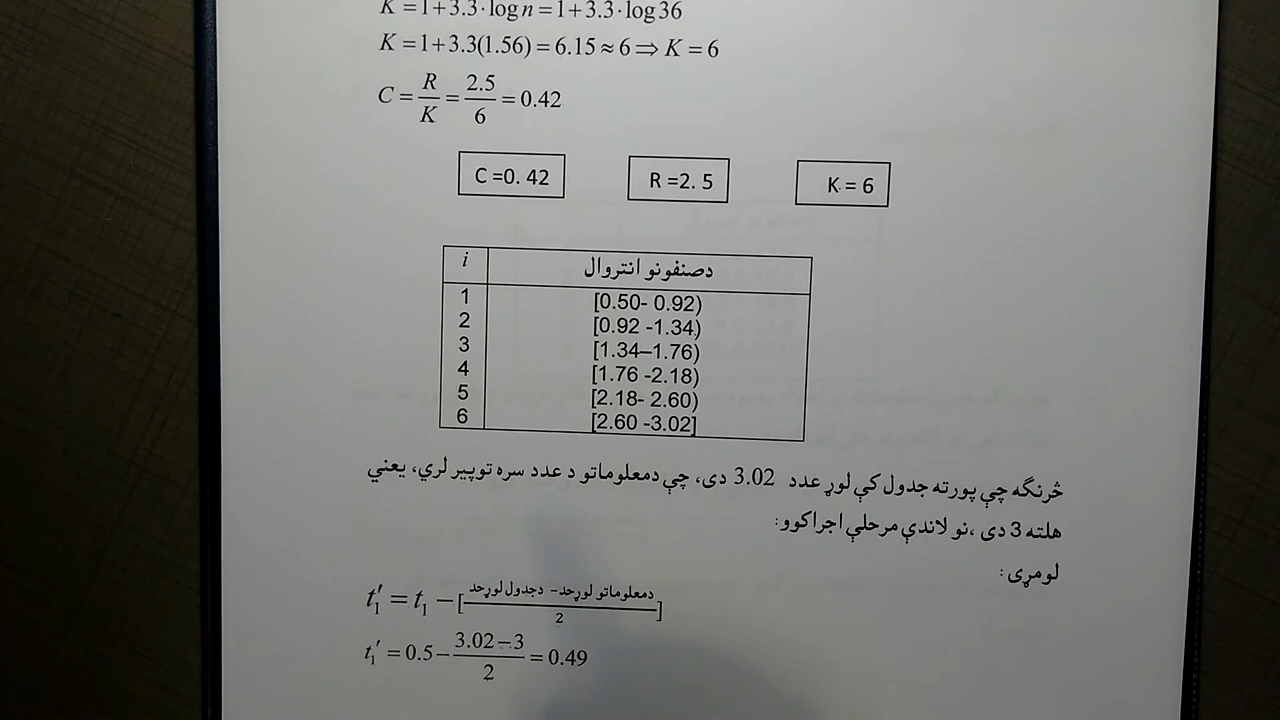 K = 1+3.3·log n = 1+3.3·log 36
K = 1+3.3(1.56) = 6.15 ≈ 6 ⇒ K = 6
C = R/K = 2.5/6 = 0.42
C =0. 42
R =2. 5
K = 6
i دصنفونو انتروال
1 [0.50- 0.92)
2 [0.92 -1.34)
3 [1.34–1.76)
4 [1.76 -2.18)
5 [2.18- 2.60)
6 [2.60 -3.02]
څرنګه چې پورته جدول کې لوړ عدد 3.02 دی، چې دمعلوماتو د عدد سره توپير لري، يعنې
هلته 3 دی ،نو لاندې مرحلې اجراکوو:
لومړی:
t₁′ = t₁ – [دمعلوماتو لوړحد- دجدول لوړحد / 2]
t₁′ = 0.5 – 3.02–3 / 2 = 0.49